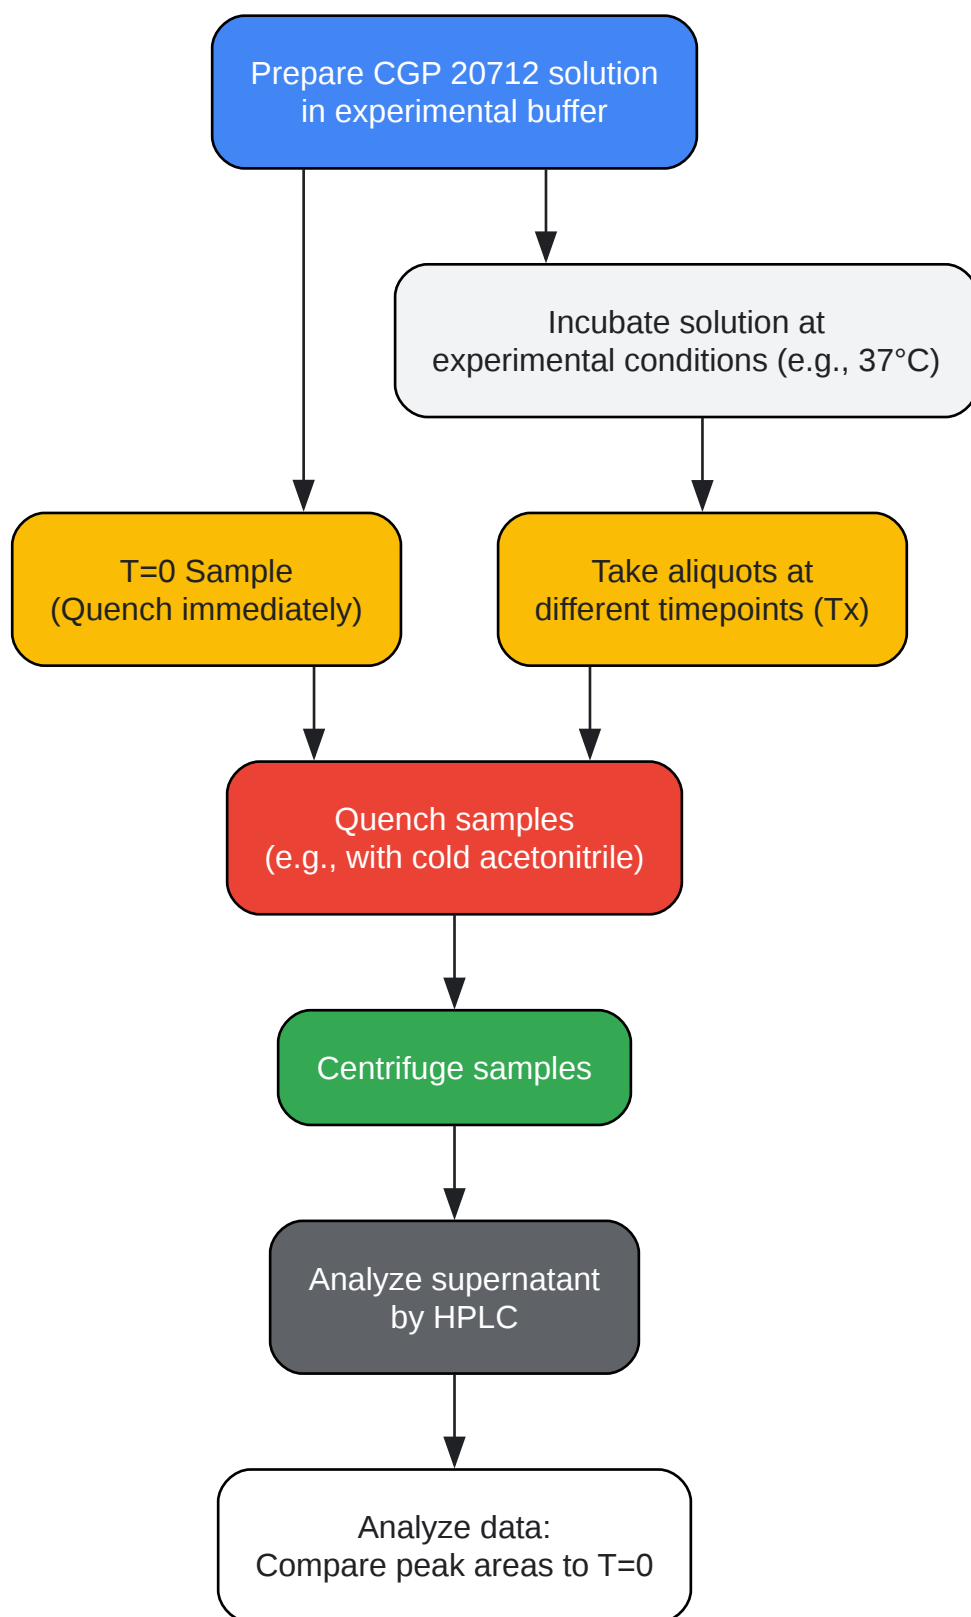 Prepare CGP 20712 solution
in experimental buffer
Incubate solution at
experimental conditions (e.g., 37°C)
T=0 Sample
(Quench immediately)
Take aliquots at
different timepoints (Tx)
Quench samples
(e.g., with cold acetonitrile)
Centrifuge samples
Analyze supernatant
by HPLC
Analyze data:
Compare peak areas to T=0